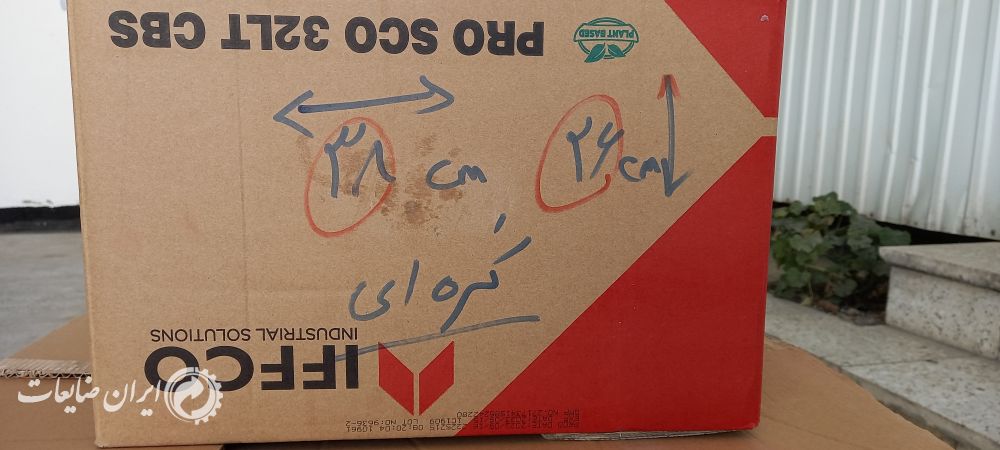 PRO SCO 32LT CBS
PLANT BASED
۳۸ cm
۲۶ cm
کره ای
IFFCO
INDUSTRIAL SOLUTIONS
ایران ضایعات